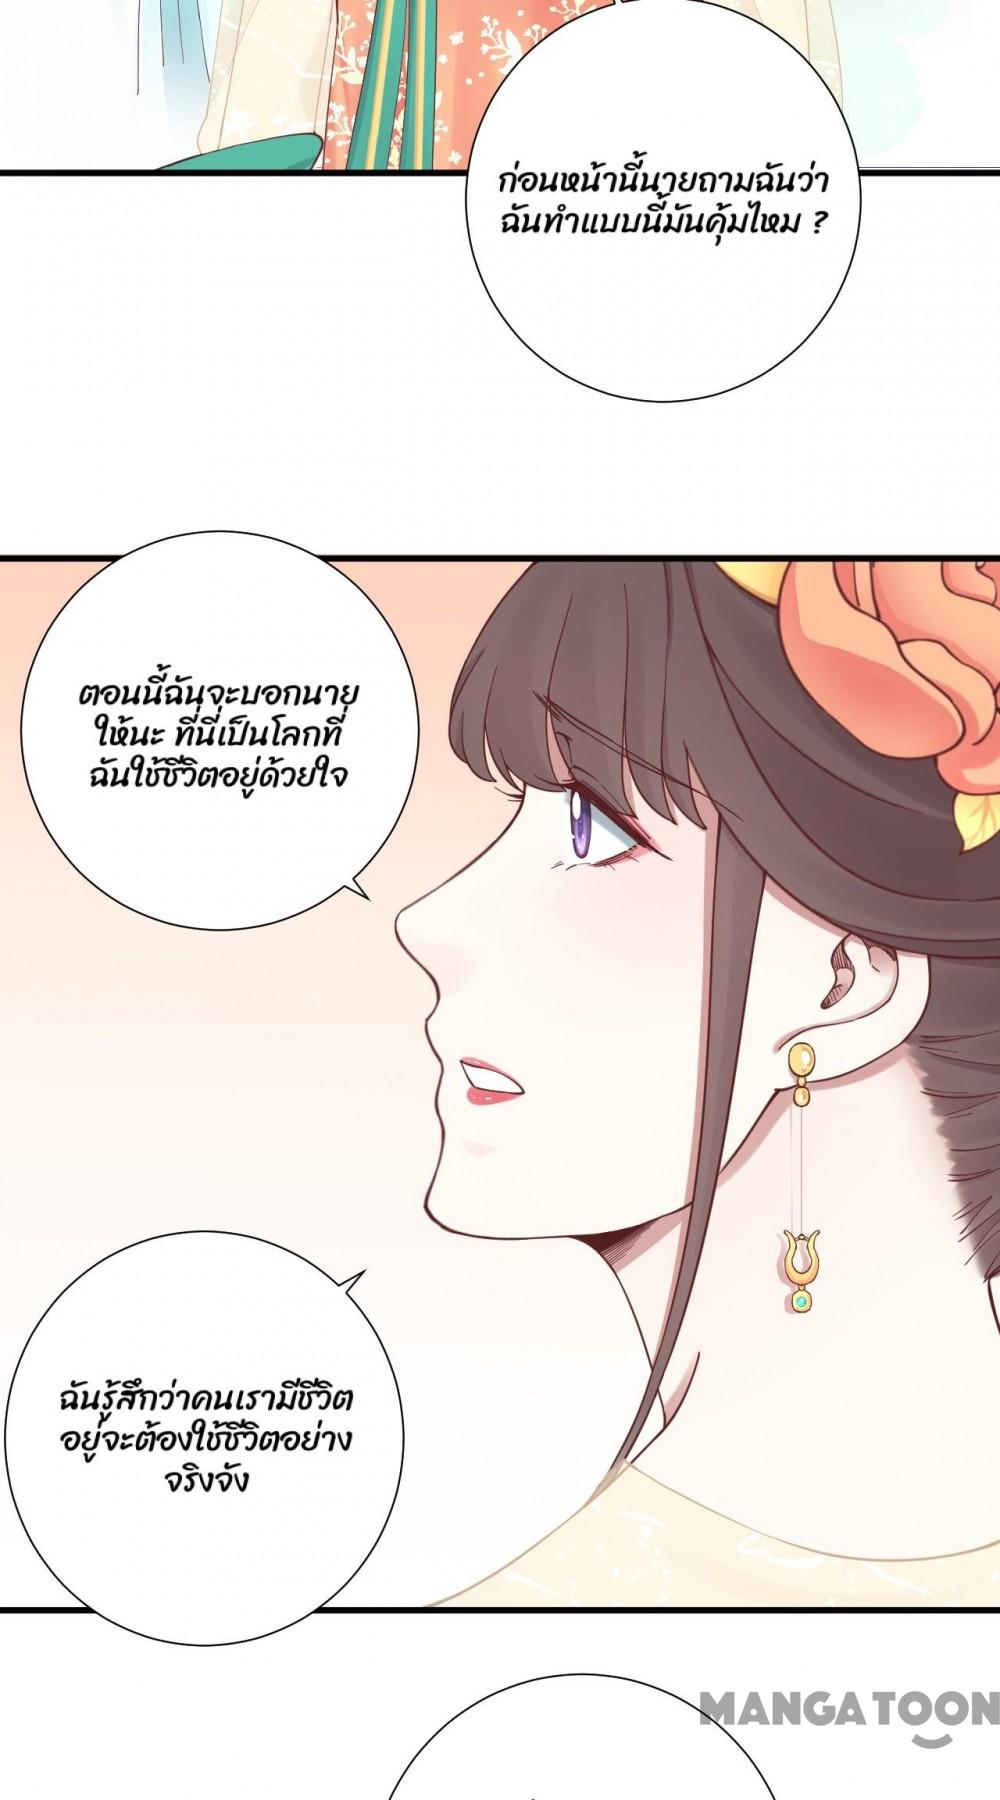 ก่อนหน้านี้นายถามฉันว่า
ฉันทำแบบนี้มันคุ้มไหม ?
ตอนนี้ฉันจะบอกนาย
ให้นะ ที่นี่เป็นโลกที่
ฉันใช้ชีวิตอยู่ด้วยใจ
ฉันรู้สึกว่าคนเรามีชีวิต
อยู่จะต้องใช้ชีวิตอย่าง
จริงจัง
MANGATOON